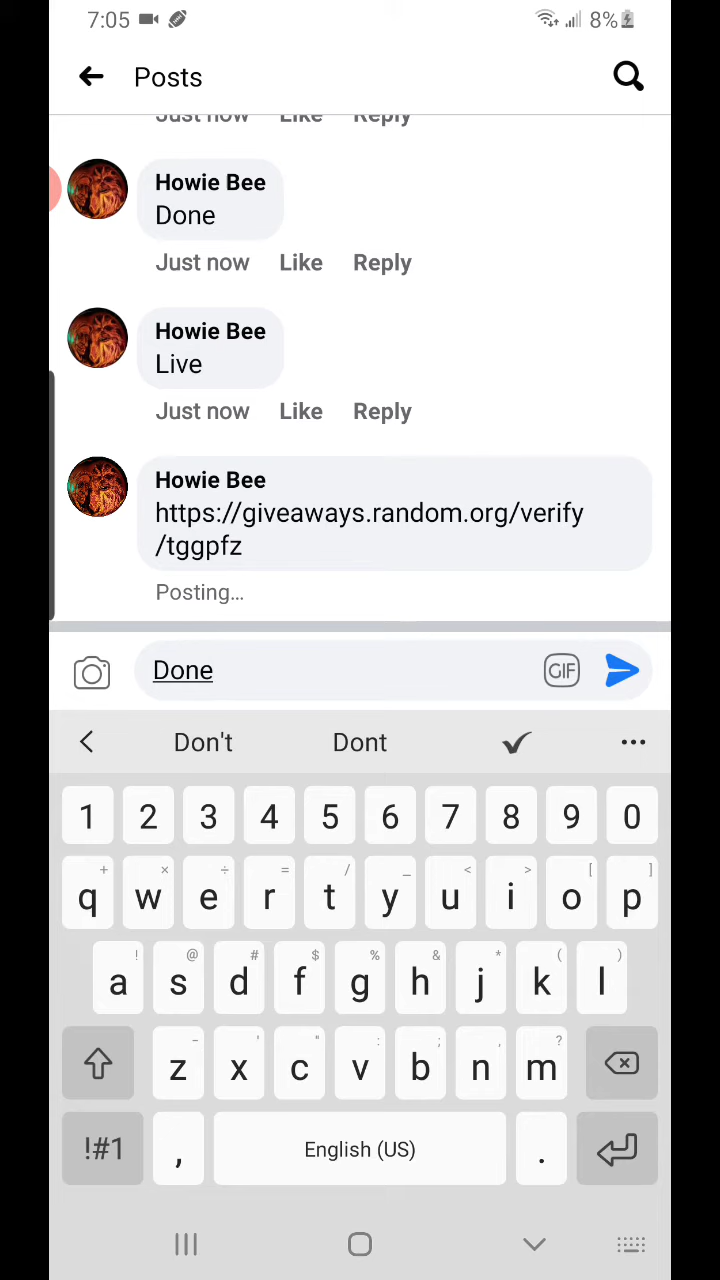 7:05 8%
Posts
Just now Like Reply
Howie Bee
Done
Just now Like Reply
Howie Bee
Live
Just now Like Reply
Howie Bee
https://giveaways.random.org/verify
/tggpfz
Posting...
Done GIF
Don't Dont
1 2 3 4 5 6 7 8 9 0
+ × ÷ = / _ < > [ ]
q w e r t y u i o p
! @ # $ % & * ( )
a s d f g h j k l
- ' " : ; , ?
z x c v b n m
!#1 , English (US) .